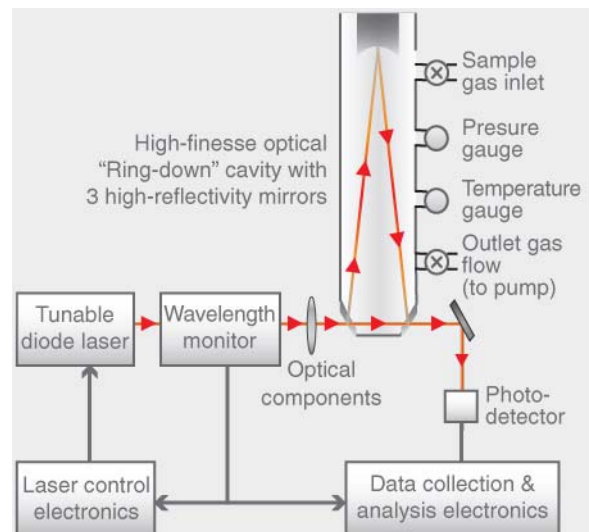 Sample
gas inlet
High-finesse optical
“Ring-down” cavity with
3 high-reflectivity mirrors
Presure
gauge
Temperature
gauge
Outlet gas
flow
(to pump)
Tunable
diode laser
Wavelength
monitor
Optical
components
Photo-
detector
Laser control
electronics
Data collection &
analysis electronics